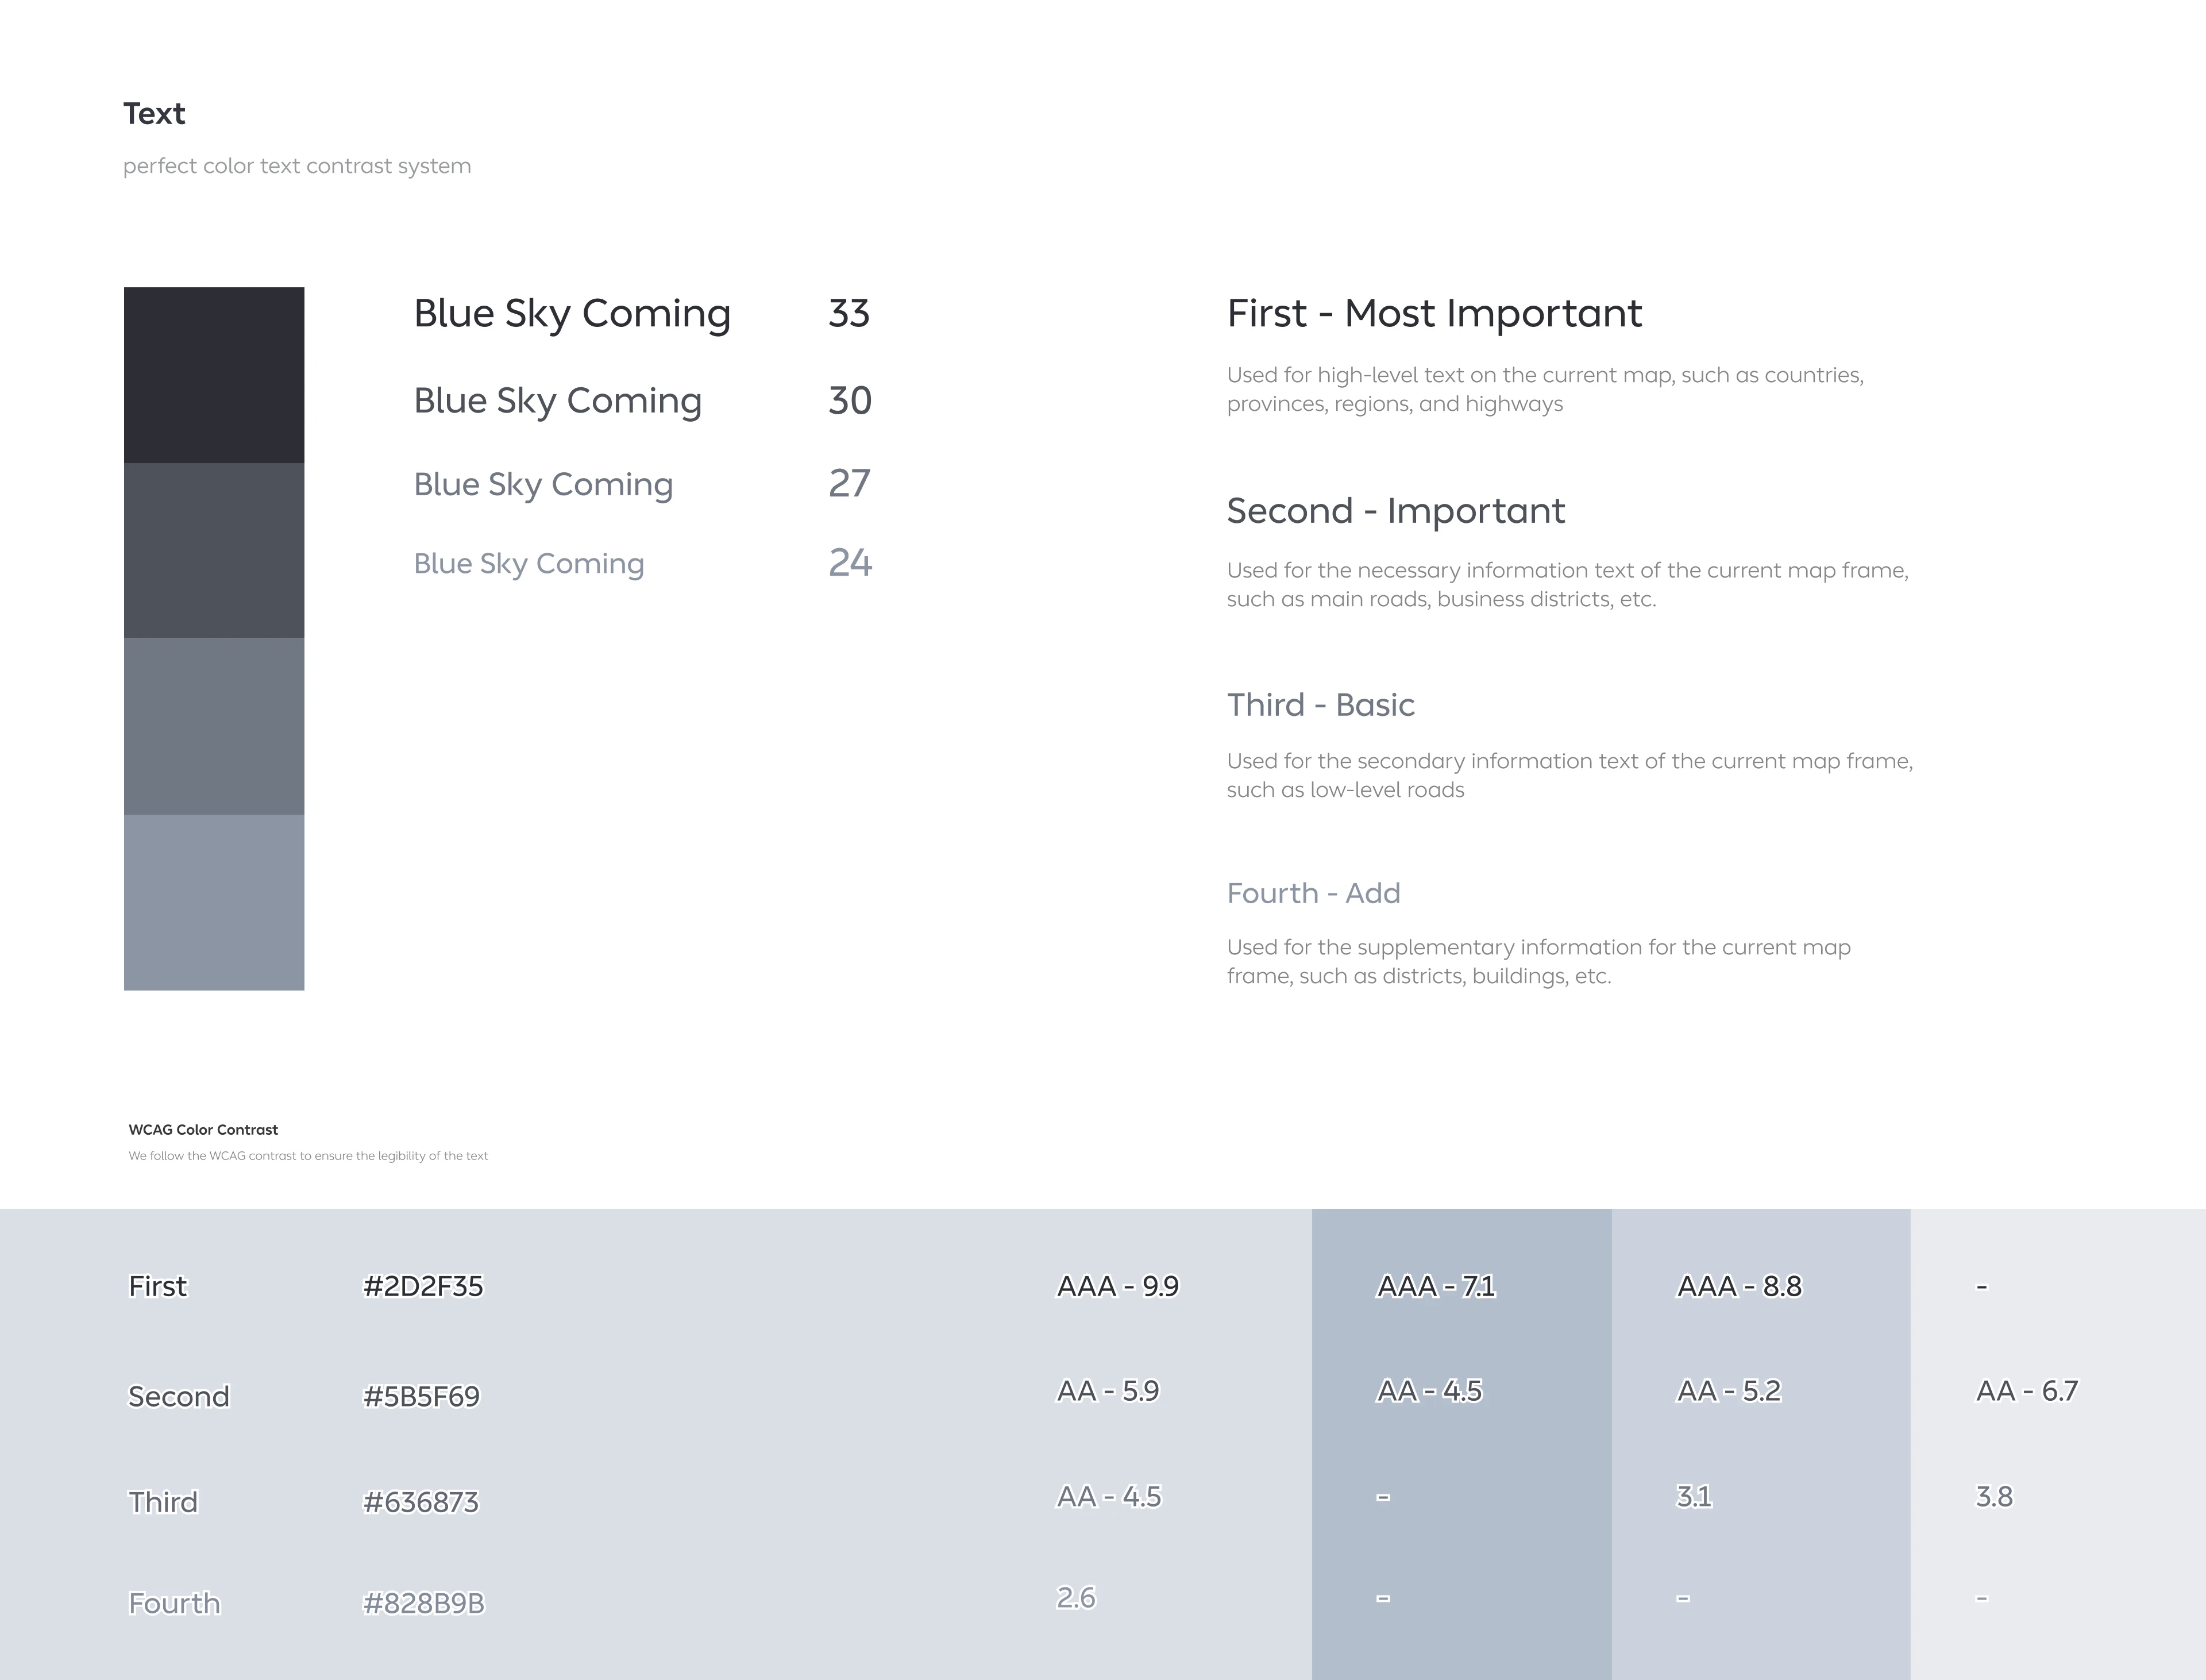 Text
perfect color text contrast system
Blue Sky Coming 33
Blue Sky Coming 30
Blue Sky Coming 27
Blue Sky Coming 24
First - Most Important
Used for high-level text on the current map, such as countries,
provinces, regions, and highways
Second - Important
Used for the necessary information text of the current map frame,
such as main roads, business districts, etc.
Third - Basic
Used for the secondary information text of the current map frame,
such as low-level roads
Fourth - Add
Used for the supplementary information for the current map
frame, such as districts, buildings, etc.
WCAG Color Contrast
We follow the WCAG contrast to ensure the legibility of the text
First #2D2F35 AAA - 9.9 AAA - 7.1 AAA - 8.8 -
Second #5B5F69 AA - 5.9 AA - 4.5 AA - 5.2 AA - 6.7
Third #636873 AA - 4.5 - 3.1 3.8
Fourth #828B9B 2.6 - - -